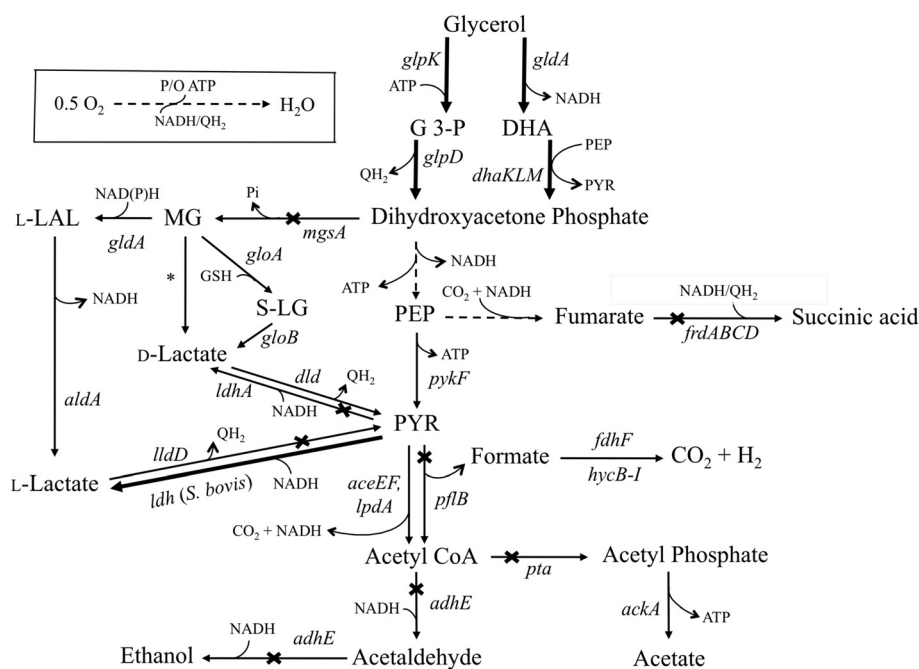 Glycerol
glpK
gldA
ATP
NADH
P/O ATP
0.5 O₂
H₂O
NADH/QH₂
G 3-P
DHA
PEP
glpD
QH₂
dhaKLM
PYR
NAD(P)H
Pi
L-LAL
MG
Dihydroxyacetone Phosphate
gldA
mgsA
gloA
*
GSH
NADH
ATP
NADH
CO₂ + NADH
NADH/QH₂
S-LG
PEP
Fumarate
Succinic acid
frdABCD
gloB
D-Lactate
ATP
dld
QH₂
pykF
ldhA
NADH
aldA
PYR
QH₂
lldD
Formate
fdhF
CO₂ + H₂
hycB-I
L-Lactate
NADH
ldh (S. bovis)
aceEF,
lpdA
pflB
CO₂ + NADH
Acetyl CoA
pta
Acetyl Phosphate
NADH
adhE
ackA
ATP
NADH
adhE
Ethanol
Acetaldehyde
Acetate